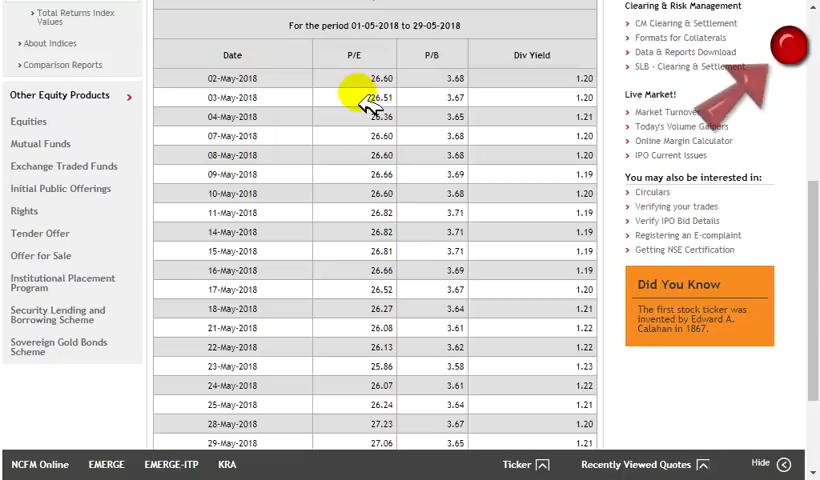 Total Returns Index
Values
About Indices
Comparison Reports
Other Equity Products
Equities
Mutual Funds
Exchange Traded Funds
Initial Public Offerings
Rights
Tender Offer
Offer for Sale
Institutional Placement
Program
Security Lending and
Borrowing Scheme
Sovereign Gold Bonds
Scheme
For the period 01-05-2018 to 29-05-2018
Date P/E P/B Div Yield
02-May-2018 26.60 3.68 1.20
03-May-2018 26.51 3.67 1.20
04-May-2018 26.36 3.65 1.21
07-May-2018 26.60 3.67 1.20
08-May-2018 26.60 3.68 1.20
09-May-2018 26.66 3.69 1.19
10-May-2018 26.60 3.68 1.20
11-May-2018 26.82 3.71 1.19
14-May-2018 26.82 3.71 1.19
15-May-2018 26.81 3.71 1.19
16-May-2018 26.66 3.69 1.19
17-May-2018 26.52 3.67 1.20
18-May-2018 26.27 3.64 1.21
21-May-2018 26.08 3.61 1.22
22-May-2018 26.13 3.62 1.22
23-May-2018 25.86 3.58 1.23
24-May-2018 26.07 3.61 1.22
25-May-2018 26.24 3.64 1.21
28-May-2018 27.23 3.67 1.20
29-May-2018 27.06 3.65 1.21
Clearing & Risk Management
CM Clearing & Settlement
Formats for Collaterals
Data & Reports Download
SLB - Clearing & Settlement
Live Market!
Market Turnover
Today's Volume Gainers
Online Margin Calculator
IPO Current Issues
You may also be interested in:
Circulars
Verifying your trades
Verify IPO Bid Details
Registering an E-complaint
Getting NSE Certification
Did You Know
The first stock ticker was
invented by Edward A.
Calahan in 1867.
NCFM Online EMERGE EMERGE-ITP KRA Ticker Recently Viewed Quotes Hide